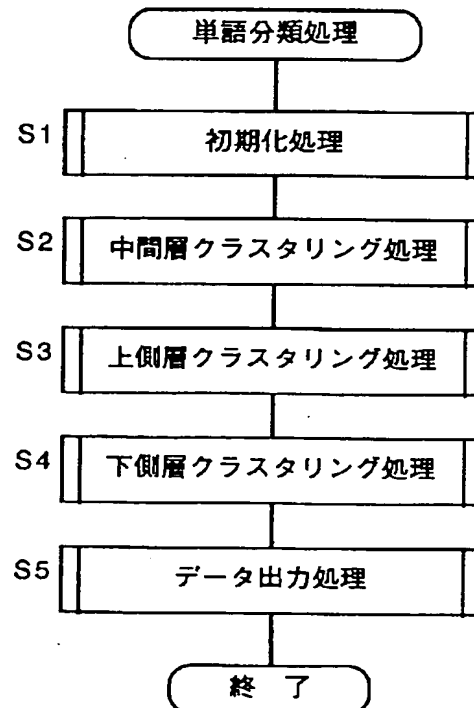 単語分類処理
S1 初期化処理
S2 中間層クラスタリング処理
S3 上側層クラスタリング処理
S4 下側層クラスタリング処理
S5 データ出力処理
終 了